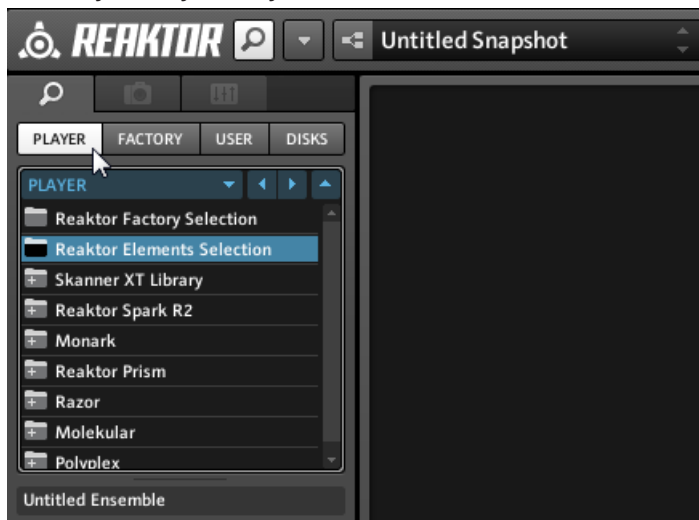 REAKTOR Untitled Snapshot
PLAYER FACTORY USER DISKS
PLAYER
Reaktor Factory Selection
Reaktor Elements Selection
Skanner XT Library
Reaktor Spark R2
Monark
Reaktor Prism
Razor
Molekular
Polyplex
Untitled Ensemble